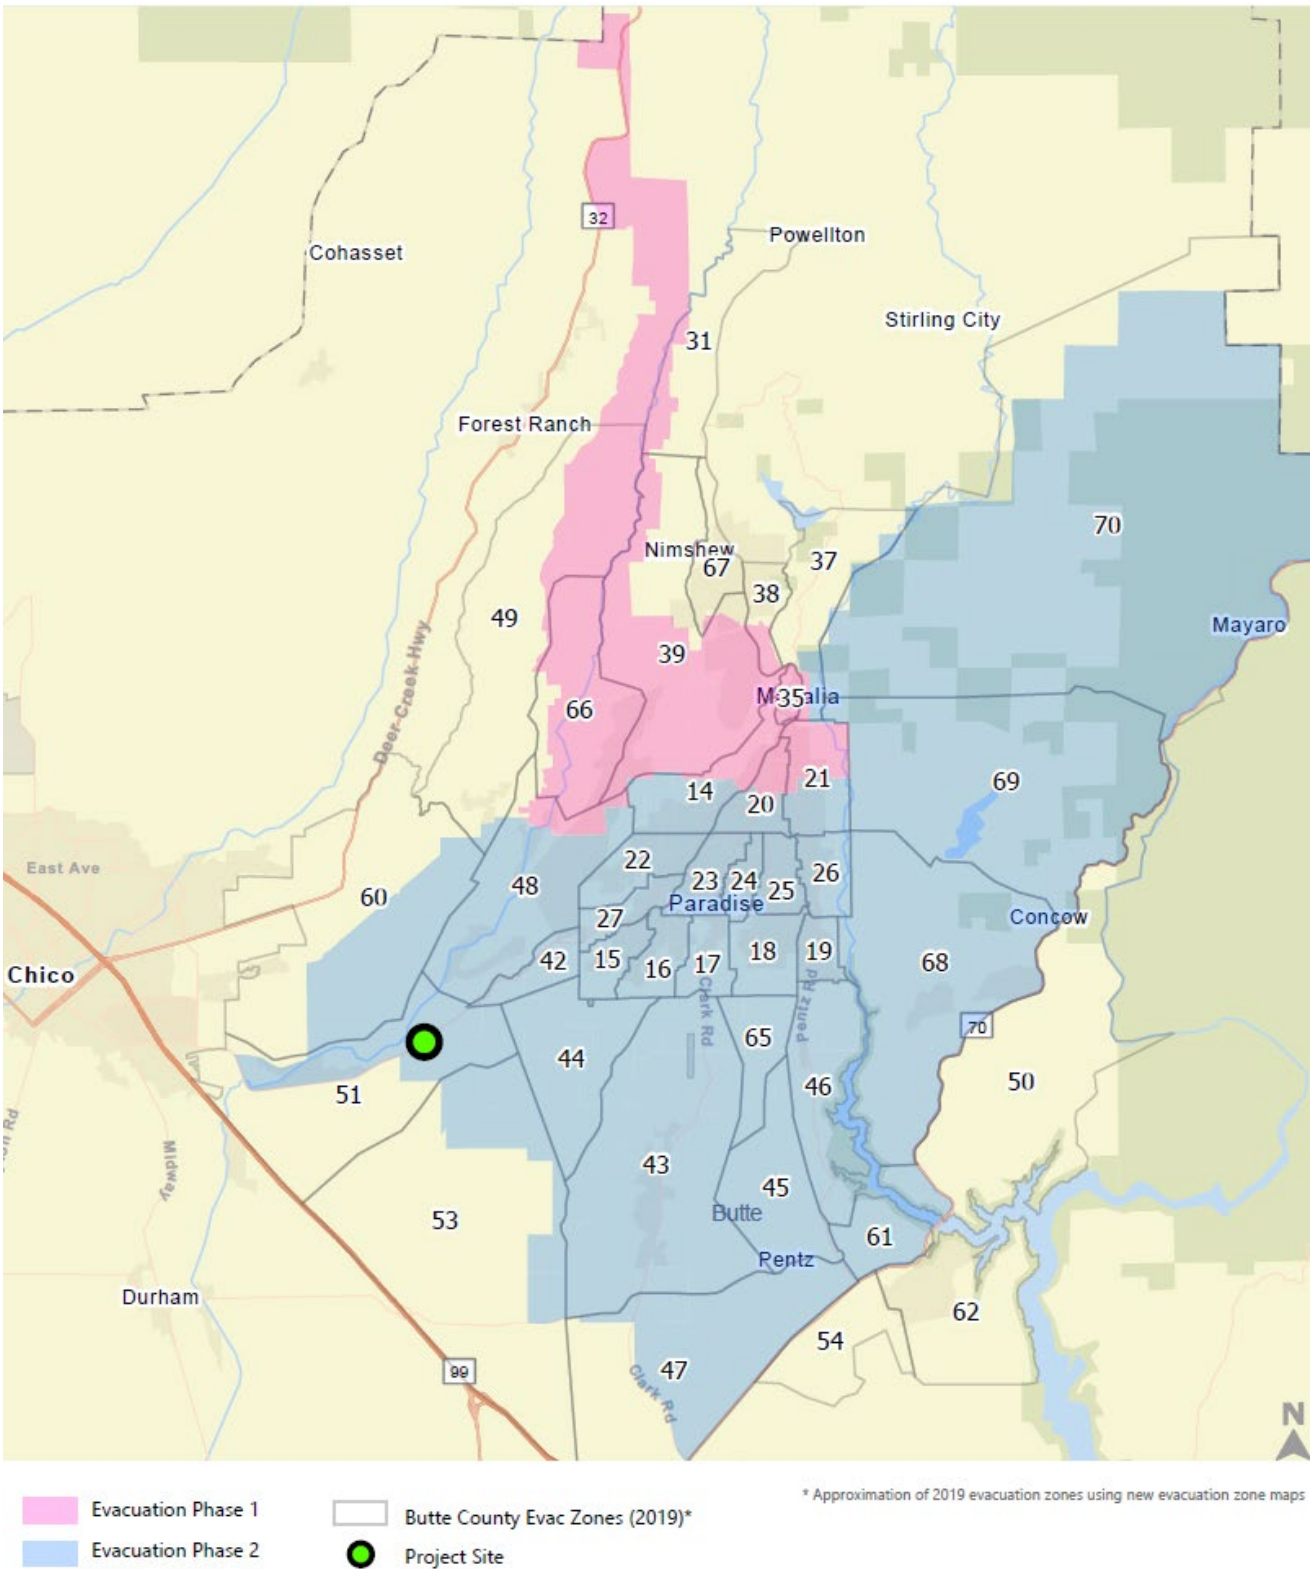 32
Powellton
Cohasset
Stirling City
31
Forest Ranch
70
Nimshew
67
37
38
49
Mayaro
39
Deer Creek Hwy
35
66
21
69
14
20
22
East Ave
26
23
24
48
25
60
Paradise
27
Concow
18
19
42
15
16
17
68
Chico
Clark Rd
Pentz Rd
70
65
44
50
46
51
Midway
43
45
Butte
53
61
Pentz
Durham
62
54
47
99
Clark Rd
N
* Approximation of 2019 evacuation zones using new evacuation zone maps
Evacuation Phase 1
Butte County Evac Zones (2019)*
Evacuation Phase 2
Project Site